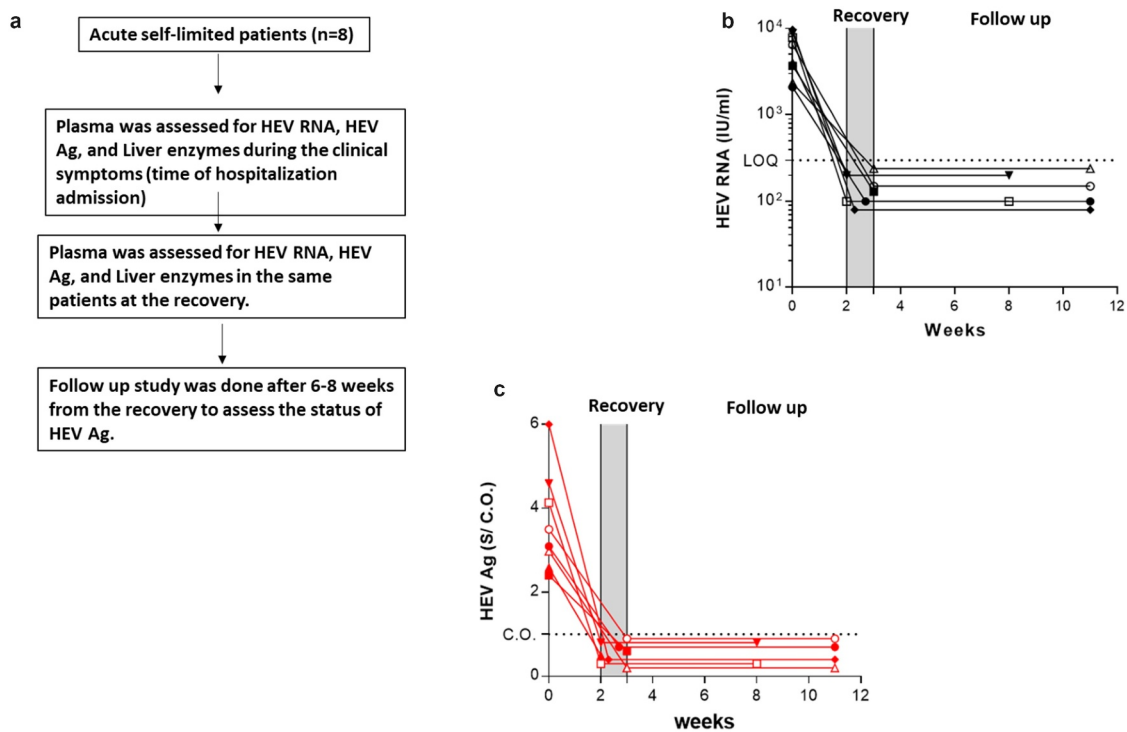 a
Acute self-limited patients (n=8)
Plasma was assessed for HEV RNA, HEV
Ag, and Liver enzymes during the clinical
symptoms (time of hospitalization
admission)
Plasma was assessed for HEV RNA, HEV
Ag, and Liver enzymes in the same
patients at the recovery.
Follow up study was done after 6-8 weeks
from the recovery to assess the status of
HEV Ag.
b
Recovery
Follow up
HEV RNA (IU/ml)
10⁴
10³
LOQ
10²
10¹
0 2 4 6 8 10 12
Weeks
c
Recovery
Follow up
HEV Ag (S/ C.O.)
6
4
2
C.O.
0
0 2 4 6 8 10 12
weeks